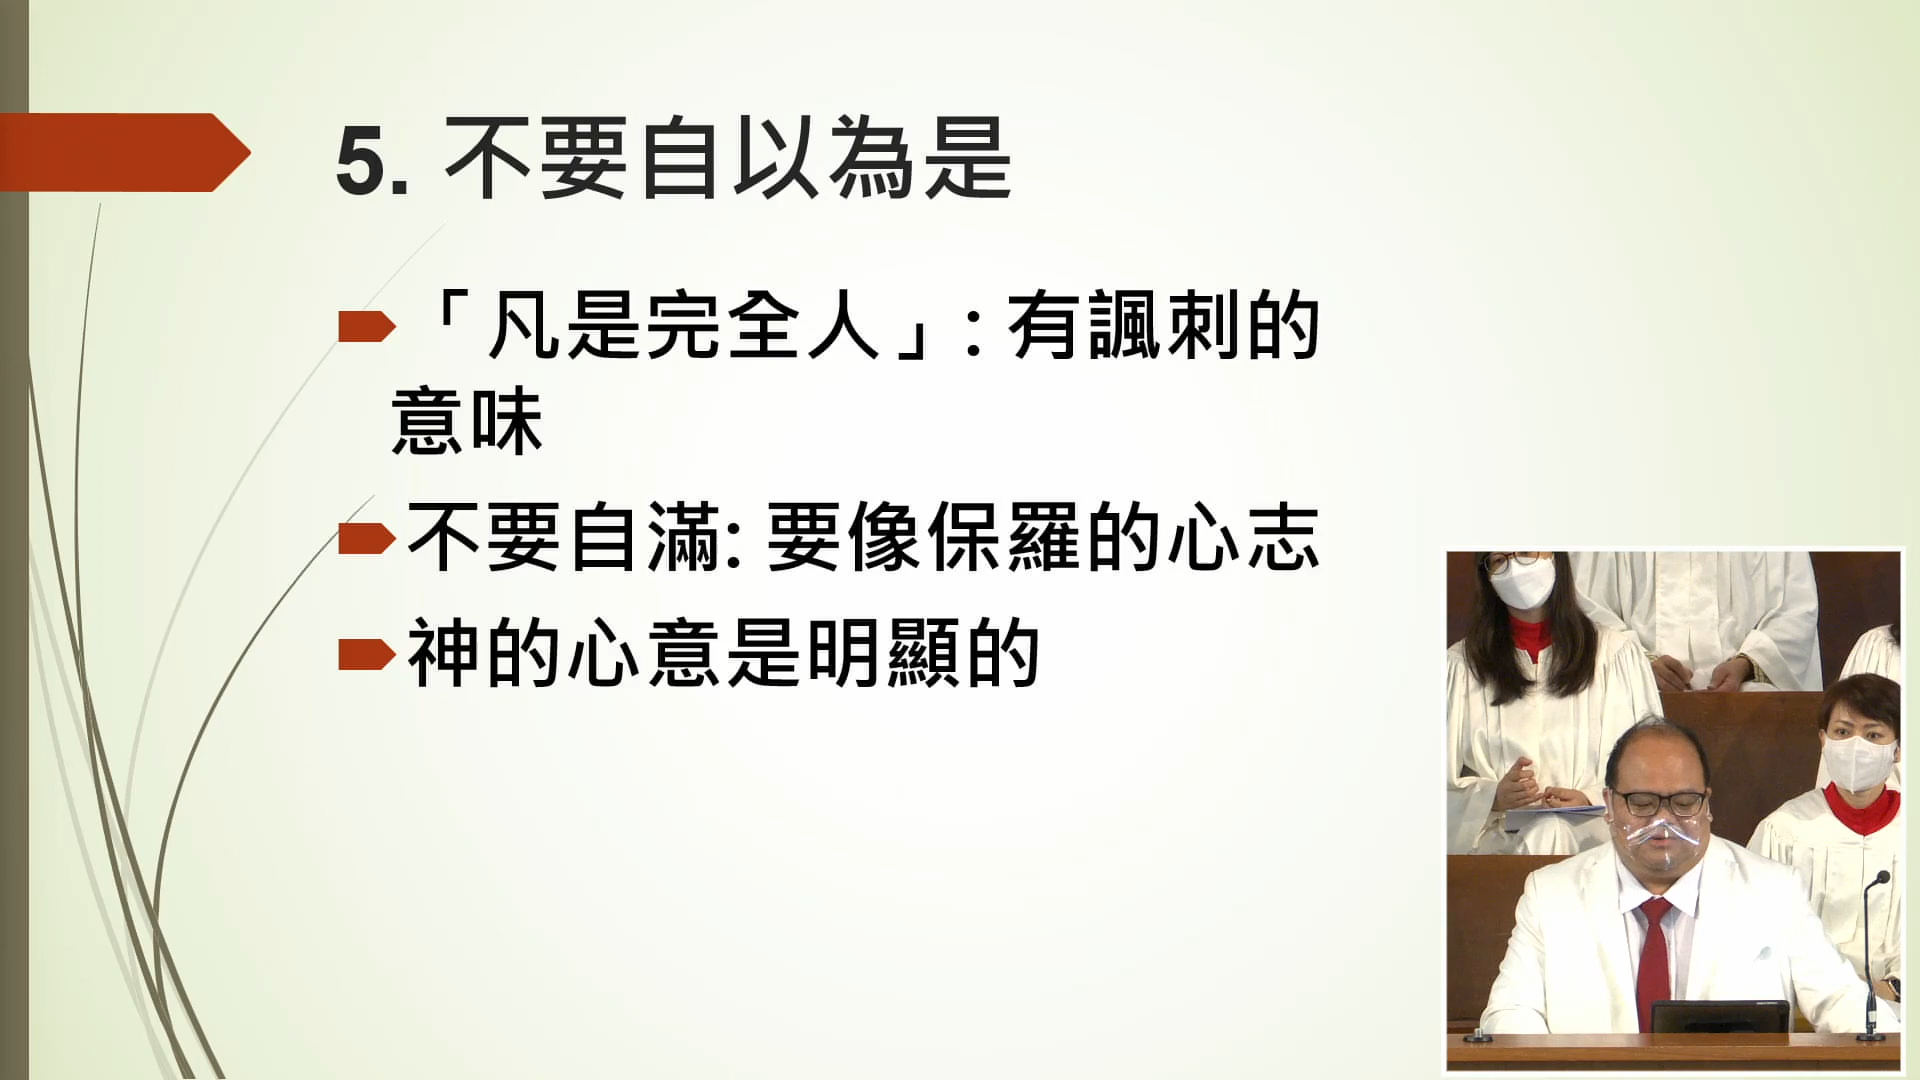 5. 不要自以為是
「凡是完全人」: 有諷刺的
意味
不要自滿: 要像保羅的心志
神的心意是明顯的